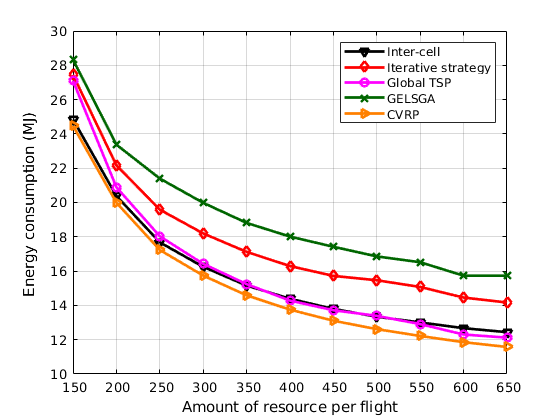 30
28
26
24
22
20
18
16
14
12
10
Energy consumption (MJ)
Inter-cell
Iterative strategy
Global TSP
GELSGA
CVRP
150 200 250 300 350 400 450 500 550 600 650
Amount of resource per flight